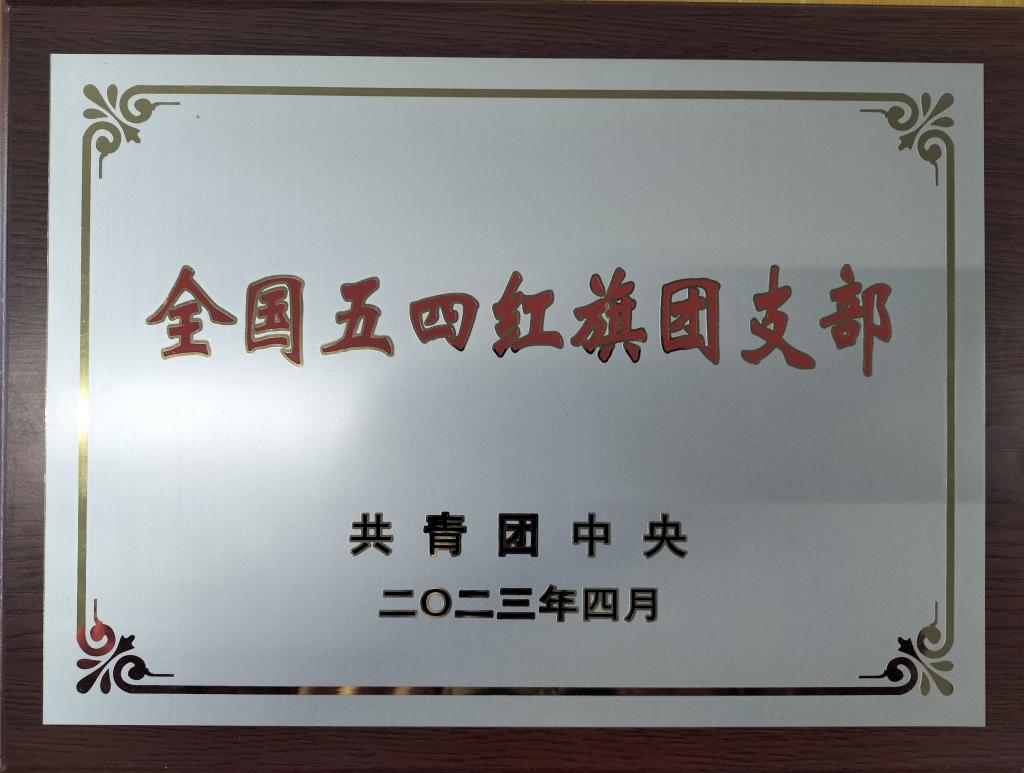 全国五四红旗团支部
共青团中央
二〇二三年四月